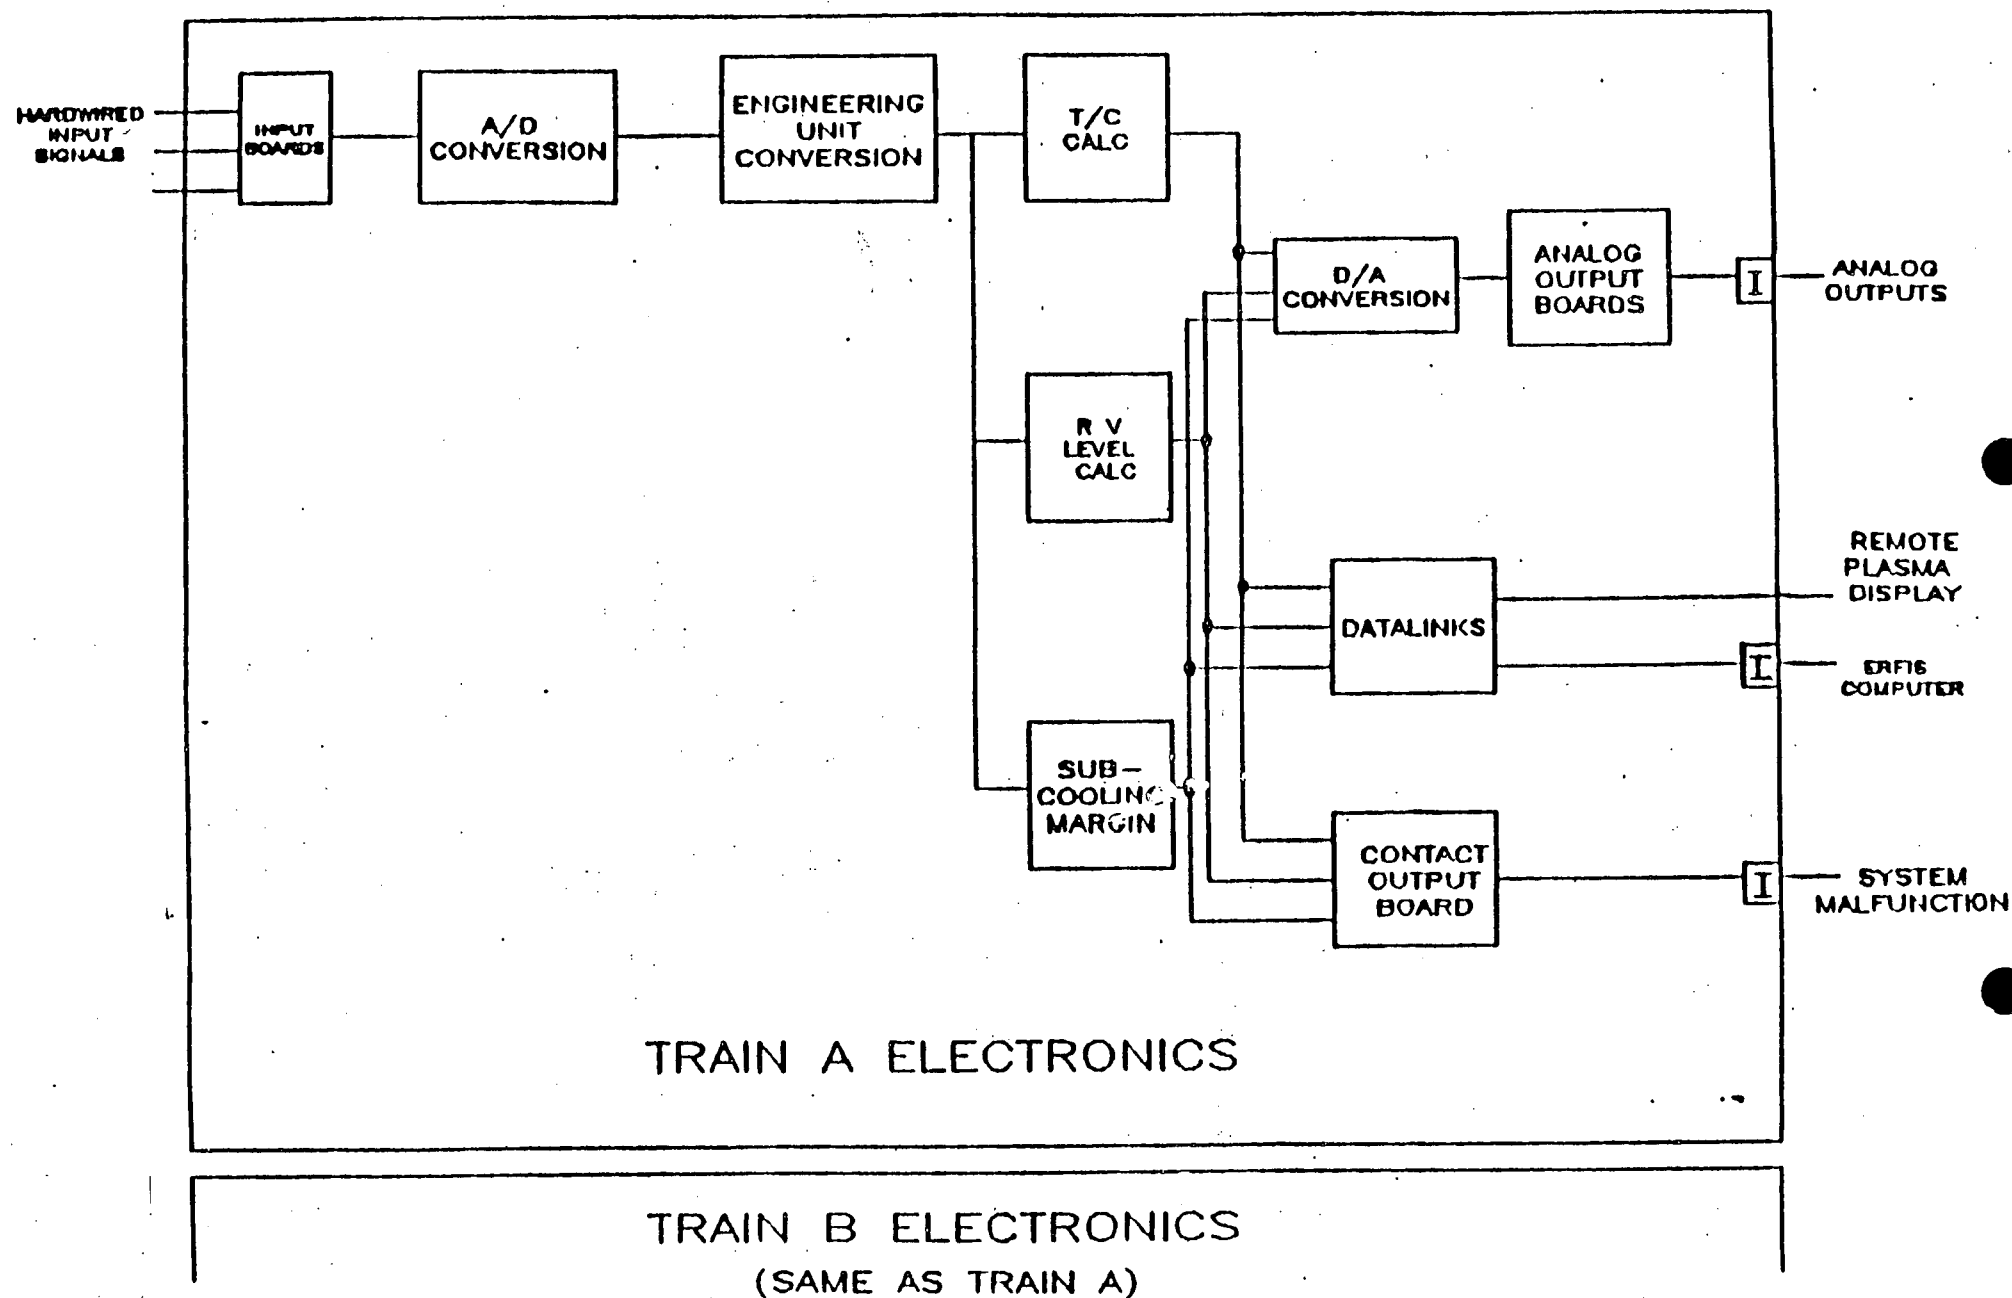 HARDWIRED
INPUT
SIGNALS
INPUT
BOARDS
A/D
CONVERSION
ENGINEERING
UNIT
CONVERSION
T/C
CALC
D/A
CONVERSION
ANALOG
OUTPUT
BOARDS
I
ANALOG
OUTPUTS
R V
LEVEL
CALC
DATALINKS
REMOTE
PLASMA
DISPLAY
I
ERFIS
COMPUTER
SUB-
COOLING
MARGIN
CONTACT
OUTPUT
BOARD
I
SYSTEM
MALFUNCTION
TRAIN A ELECTRONICS
TRAIN B ELECTRONICS
(SAME AS TRAIN A)